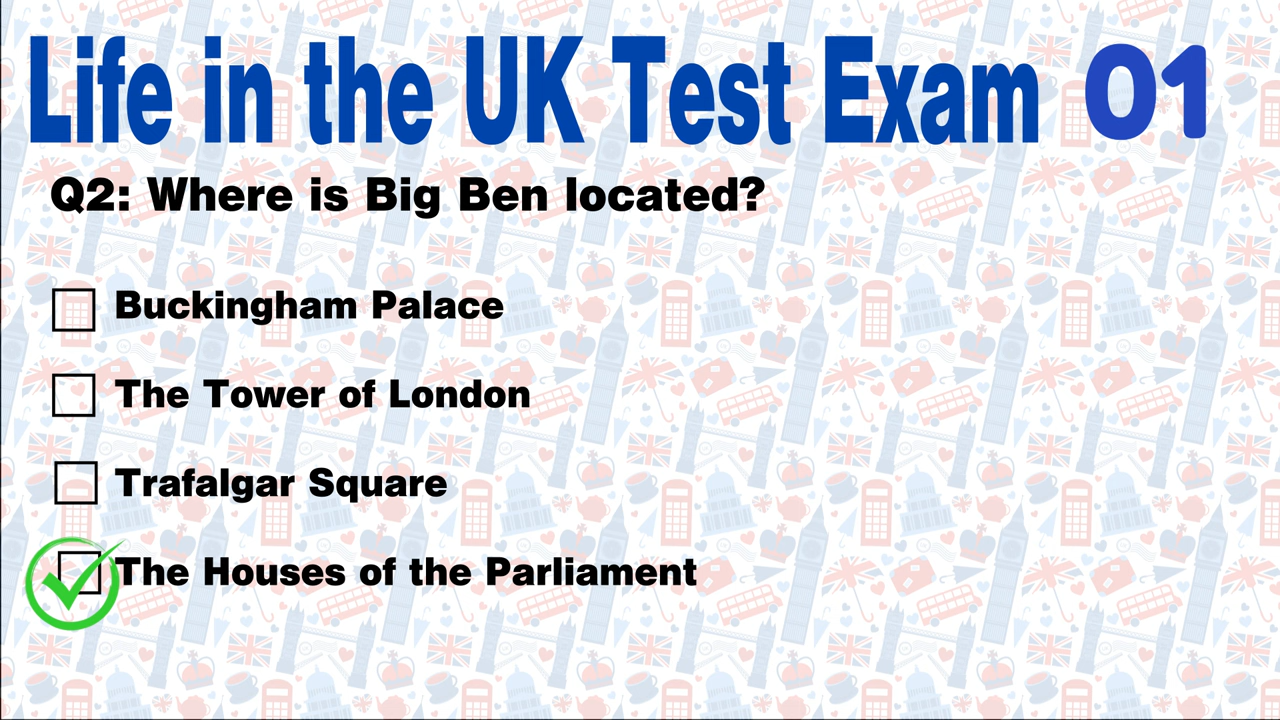 Life in the UK Test Exam 01
Q2: Where is Big Ben located?
Buckingham Palace
The Tower of London
Trafalgar Square
The Houses of the Parliament